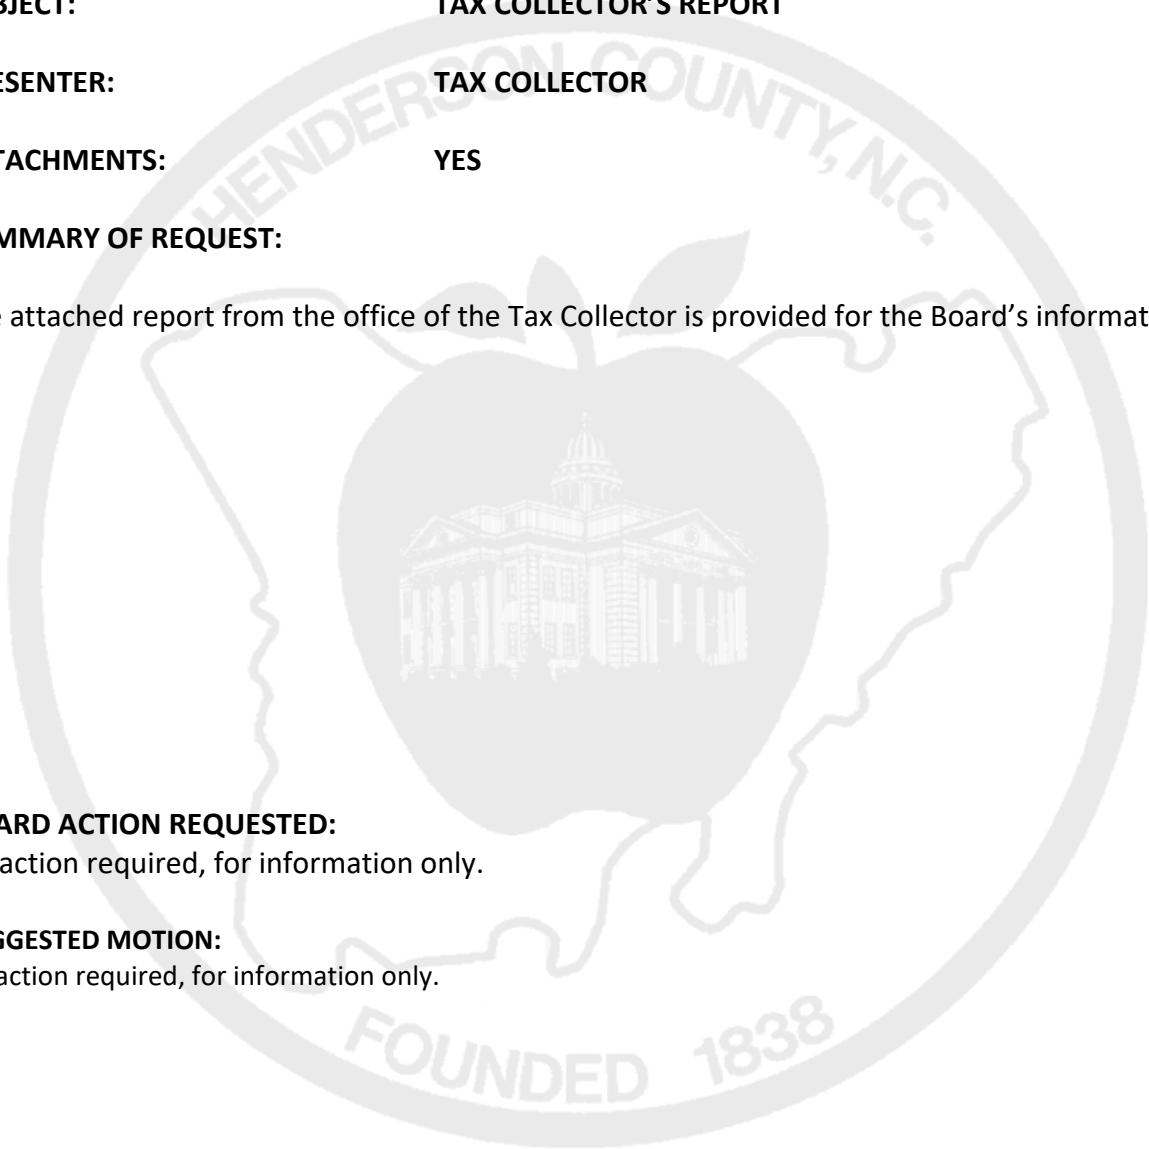 BJECT: TAX COLLECTOR’S REPORT
ESENTER: TAX COLLECTOR
TACHMENTS: YES
MMARY OF REQUEST:
e attached report from the office of the Tax Collector is provided for the Board’s informat
ARD ACTION REQUESTED:
action required, for information only.
GGESTED MOTION:
action required, for information only.
HENDERSON COUNTY, N.C.
FOUNDED 1838